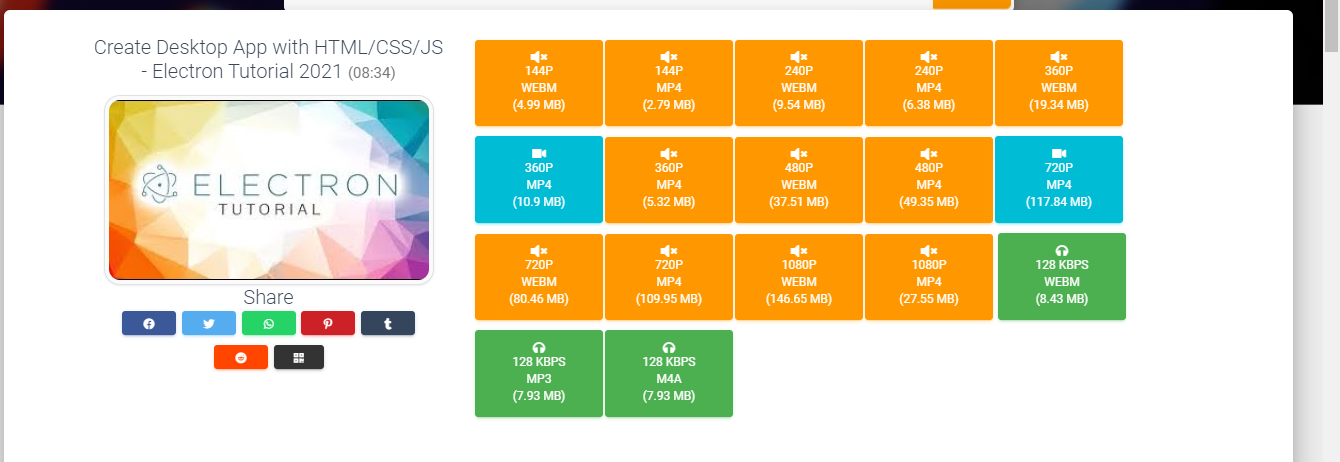 Create Desktop App with HTML/CSS/JS
- Electron Tutorial 2021 (08:34)
ELECTRON
TUTORIAL
Share
144P
WEBM
(4.99 MB)
144P
MP4
(2.79 MB)
240P
WEBM
(9.54 MB)
240P
MP4
(6.38 MB)
360P
WEBM
(19.34 MB)
360P
MP4
(10.9 MB)
360P
MP4
(5.32 MB)
480P
WEBM
(37.51 MB)
480P
MP4
(49.35 MB)
720P
MP4
(117.84 MB)
720P
WEBM
(80.46 MB)
720P
MP4
(109.95 MB)
1080P
WEBM
(146.65 MB)
1080P
MP4
(27.55 MB)
128 KBPS
WEBM
(8.43 MB)
128 KBPS
MP3
(7.93 MB)
128 KBPS
M4A
(7.93 MB)